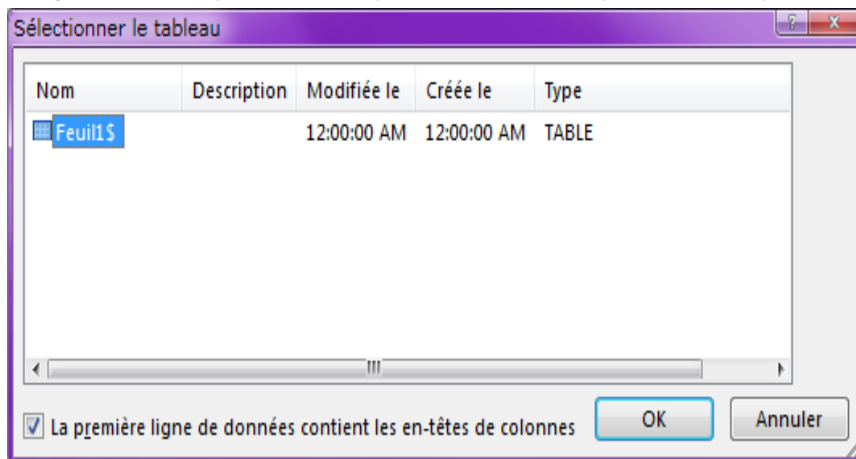 Sélectionner le tableau
Nom Description Modifiée le Créée le Type
Feuil1$ 12:00:00 AM 12:00:00 AM TABLE
La première ligne de données contient les en-têtes de colonnes OK Annuler